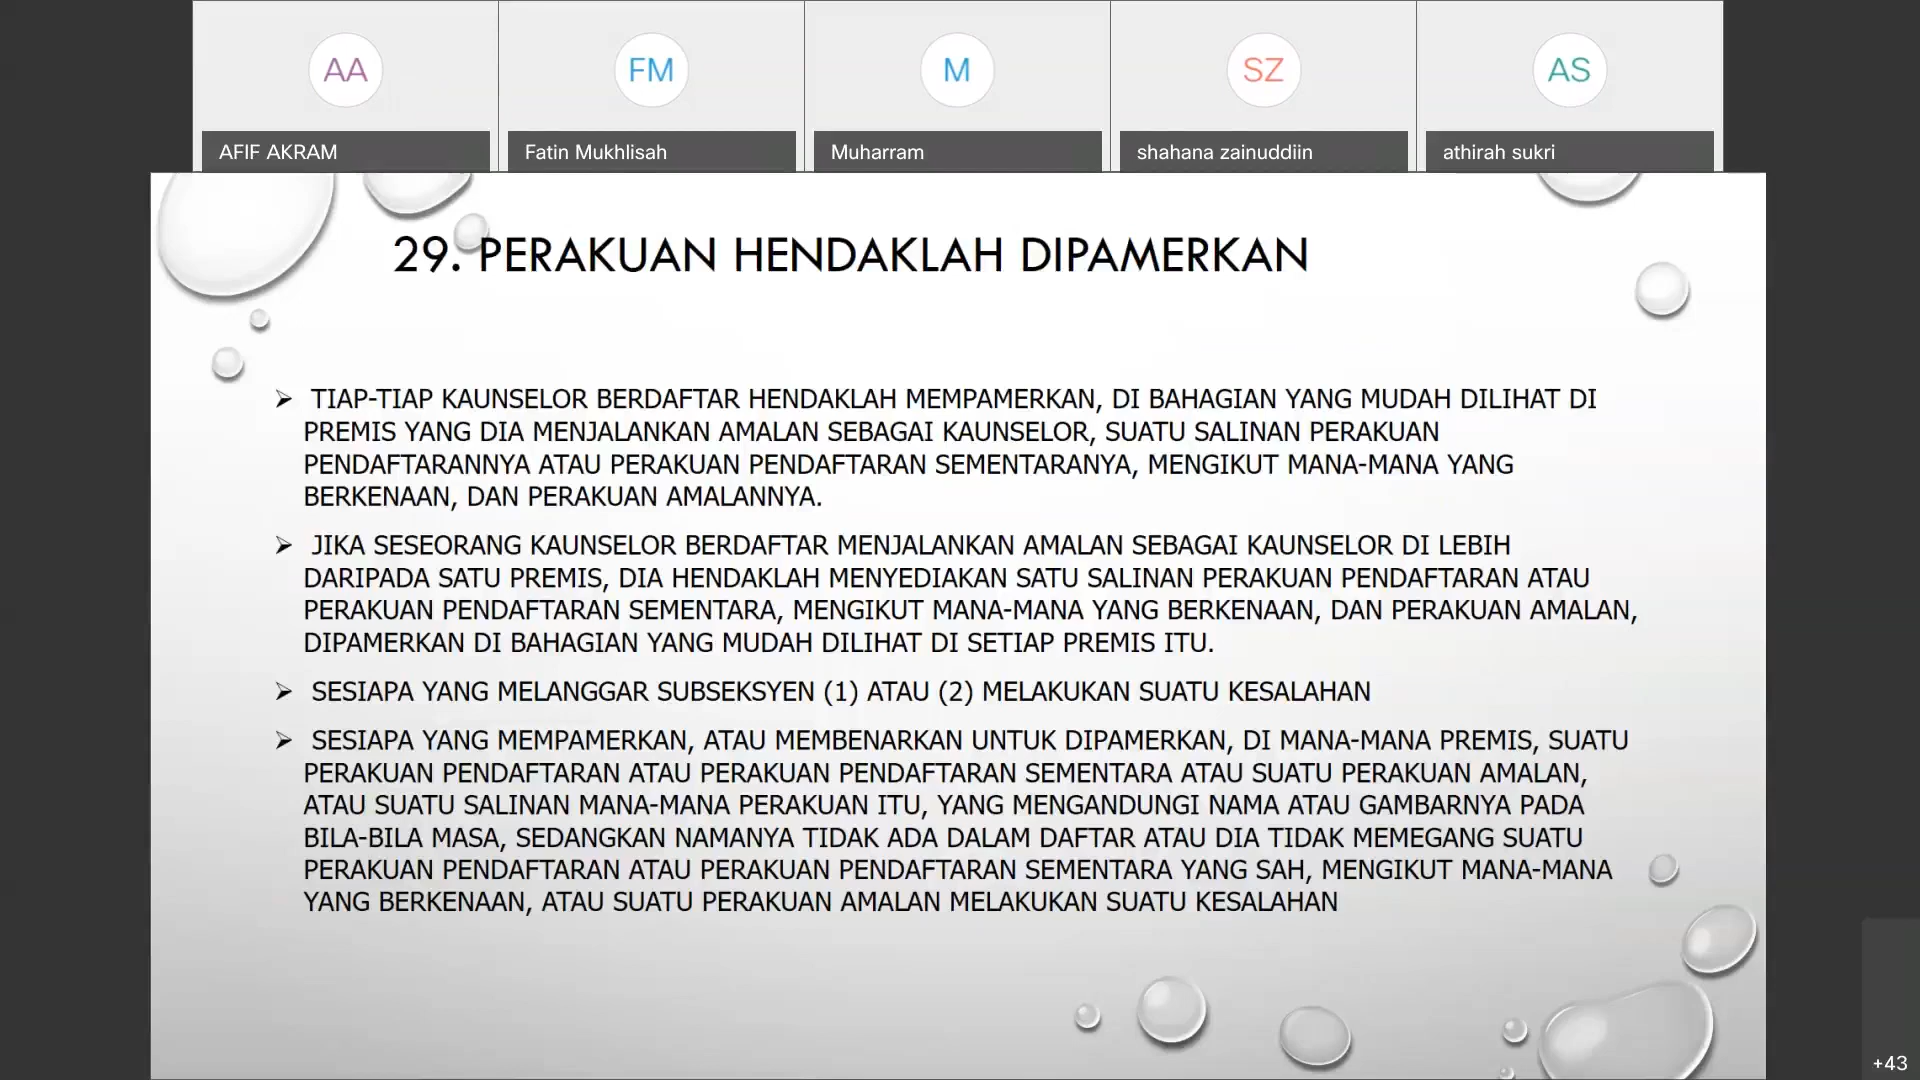 AA
FM
M
SZ
AS
AFIF AKRAM
Fatin Mukhlisah
Muharram
shahana zainuddiin
athirah sukri
29. PERAKUAN HENDAKLAH DIPAMERKAN
➢ TIAP-TIAP KAUNSELOR BERDAFTAR HENDAKLAH MEMPAMERKAN, DI BAHAGIAN YANG MUDAH DILIHAT DI
PREMIS YANG DIA MENJALANKAN AMALAN SEBAGAI KAUNSELOR, SUATU SALINAN PERAKUAN
PENDAFTARANNYA ATAU PERAKUAN PENDAFTARAN SEMENTARANYA, MENGIKUT MANA-MANA YANG
BERKENAAN, DAN PERAKUAN AMALANNYA.
➢ JIKA SESEORANG KAUNSELOR BERDAFTAR MENJALANKAN AMALAN SEBAGAI KAUNSELOR DI LEBIH
DARIPADA SATU PREMIS, DIA HENDAKLAH MENYEDIAKAN SATU SALINAN PERAKUAN PENDAFTARAN ATAU
PERAKUAN PENDAFTARAN SEMENTARA, MENGIKUT MANA-MANA YANG BERKENAAN, DAN PERAKUAN AMALAN,
DIPAMERKAN DI BAHAGIAN YANG MUDAH DILIHAT DI SETIAP PREMIS ITU.
➢ SESIAPA YANG MELANGGAR SUBSEKSYEN (1) ATAU (2) MELAKUKAN SUATU KESALAHAN
➢ SESIAPA YANG MEMPAMERKAN, ATAU MEMBENARKAN UNTUK DIPAMERKAN, DI MANA-MANA PREMIS, SUATU
PERAKUAN PENDAFTARAN ATAU PERAKUAN PENDAFTARAN SEMENTARA ATAU SUATU PERAKUAN AMALAN,
ATAU SUATU SALINAN MANA-MANA PERAKUAN ITU, YANG MENGANDUNGI NAMA ATAU GAMBARNYA PADA
BILA-BILA MASA, SEDANGKAN NAMANYA TIDAK ADA DALAM DAFTAR ATAU DIA TIDAK MEMEGANG SUATU
PERAKUAN PENDAFTARAN ATAU PERAKUAN PENDAFTARAN SEMENTARA YANG SAH, MENGIKUT MANA-MANA
YANG BERKENAAN, ATAU SUATU PERAKUAN AMALAN MELAKUKAN SUATU KESALAHAN
+43